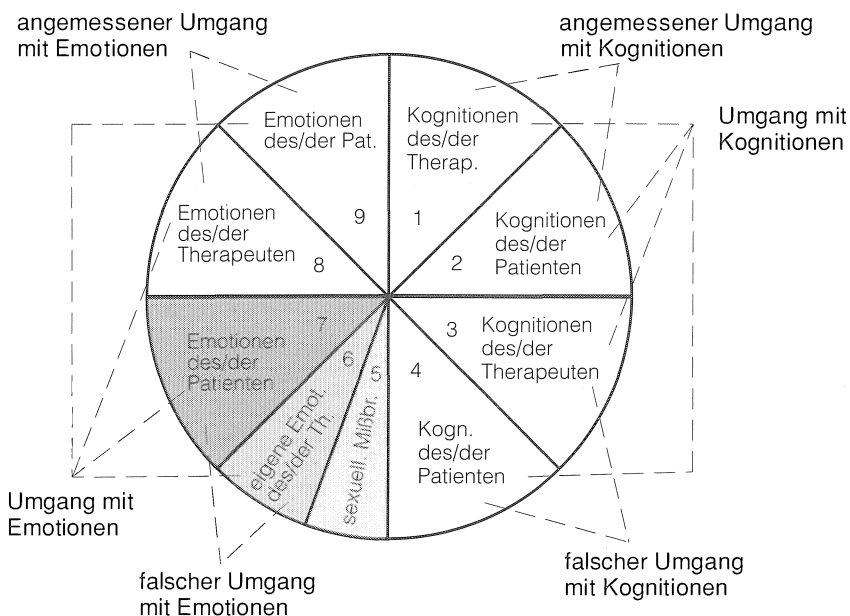 angemessener Umgang
mit Emotionen
angemessener Umgang
mit Kognitionen
Umgang mit
Kognitionen
Emotionen
des/der Pat.
9
Kognitionen
des/der
Therap.
1
Emotionen
des/der
Therapeuten
8
Kognitionen
des/der
Patienten
2
7
Emotionen
des/der
Patienten
3
Kognitionen
des/der
Therapeuten
6
eigene Emot.
des/der Th.
5
sexuell. Mißbr.
4
Kogn.
des/der
Patienten
Umgang mit
Emotionen
falscher Umgang
mit Emotionen
falscher Umgang
mit Kognitionen